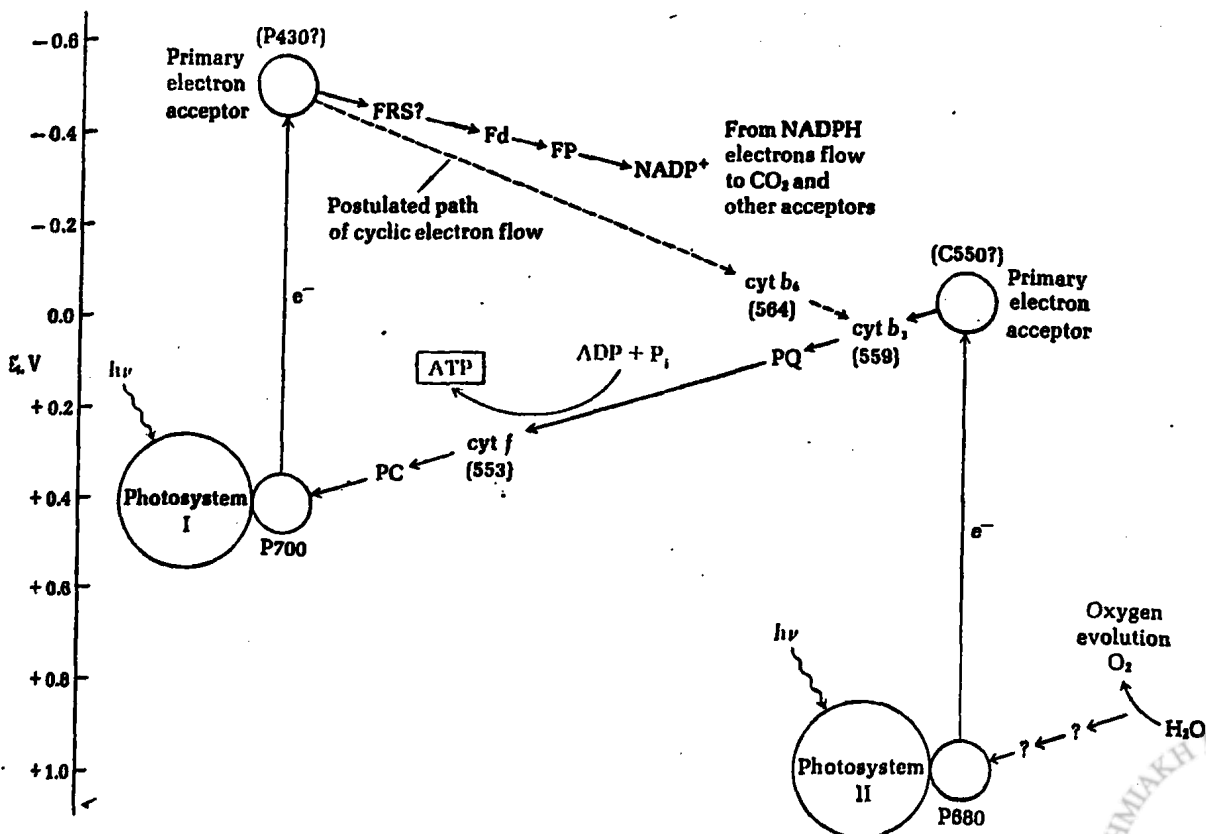 (P430?)
Primary
electron
acceptor
−0.6
−0.4
−0.2
0.0
ℰ, V
+0.2
+0.4
+0.6
+0.8
+1.0
FRS?
Fd
FP
NADP⁺
From NADPH
electrons flow
to CO₂ and
other acceptors
Postulated path
of cyclic electron flow
e⁻
cyt b₆
(564)
(C550?)
Primary
electron
acceptor
cyt b₃
(559)
PQ
ADP + Pᵢ
ATP
hν
cyt f
(553)
PC
Photosystem
I
P700
e⁻
hν
Oxygen
evolution
O₂
H₂O
?
?
Photosystem
II
P680
ΗΜΙΑΚΗ